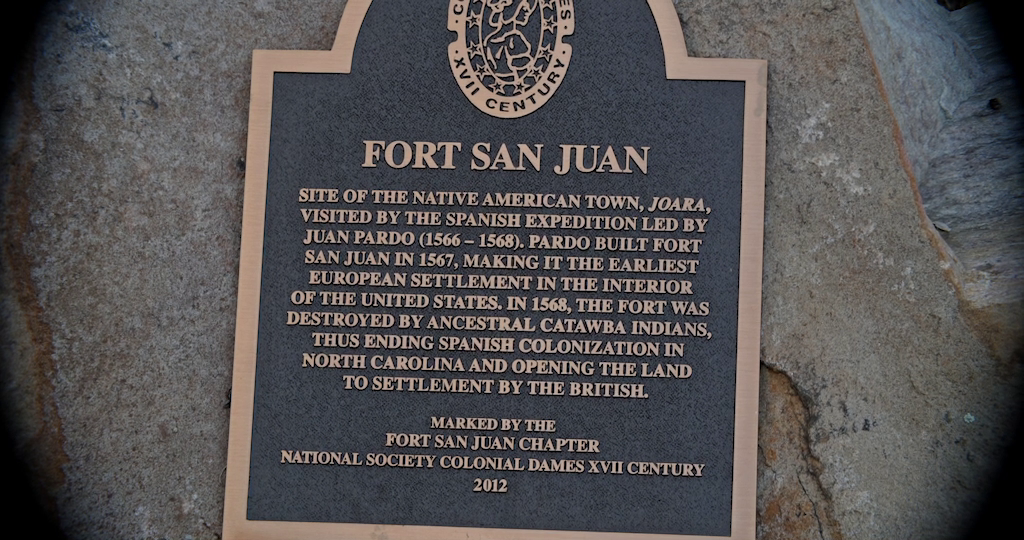 XVII CENTURY
FORT SAN JUAN
SITE OF THE NATIVE AMERICAN TOWN, JOARA,
VISITED BY THE SPANISH EXPEDITION LED BY
JUAN PARDO (1566 – 1568). PARDO BUILT FORT
SAN JUAN IN 1567, MAKING IT THE EARLIEST
EUROPEAN SETTLEMENT IN THE INTERIOR
OF THE UNITED STATES. IN 1568, THE FORT WAS
DESTROYED BY ANCESTRAL CATAWBA INDIANS,
THUS ENDING SPANISH COLONIZATION IN
NORTH CAROLINA AND OPENING THE LAND
TO SETTLEMENT BY THE BRITISH.
MARKED BY THE
FORT SAN JUAN CHAPTER
NATIONAL SOCIETY COLONIAL DAMES XVII CENTURY
2012